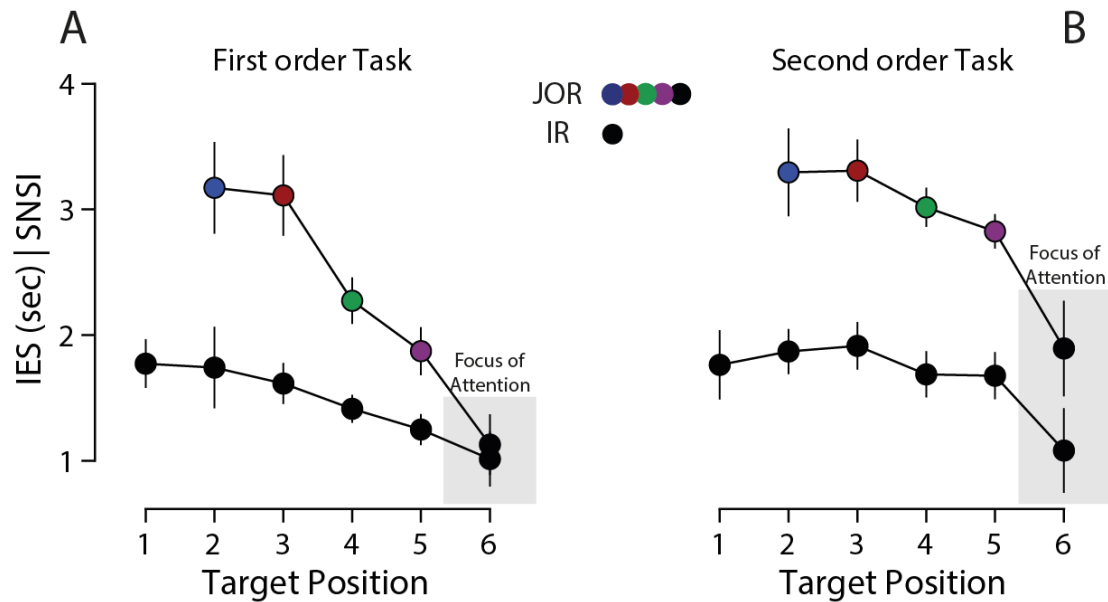 A
First order Task
JOR
IR
B
Second order Task
IES (sec) | SNSI
4
3
2
1
Focus of
Attention
Focus of
Attention
1 2 3 4 5 6
Target Position
1 2 3 4 5 6
Target Position